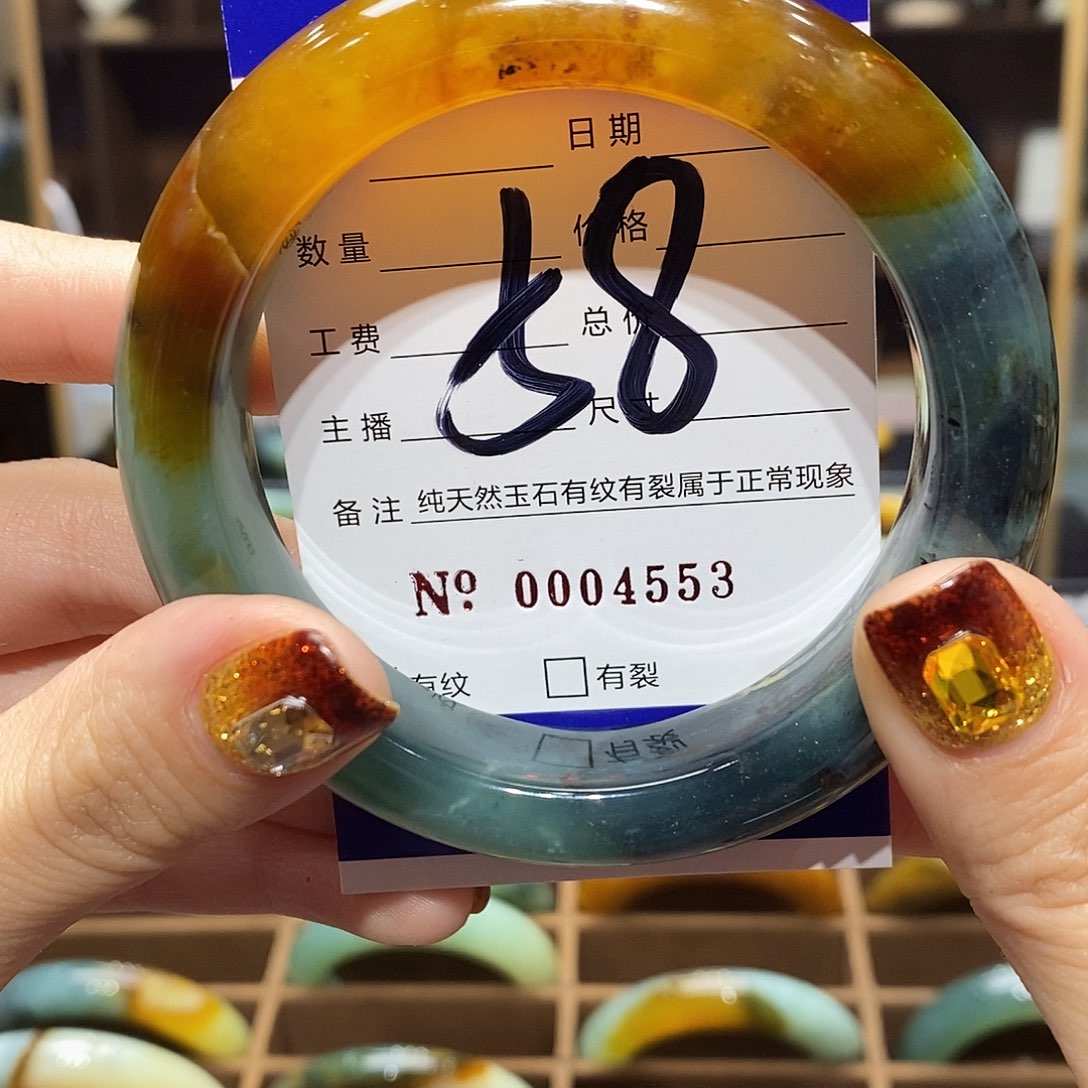 日期
数量 价格
工费 总价
主播 尺寸
58
备注 纯天然玉石有纹有裂属于正常现象
Nº 0004553
有纹 □有裂